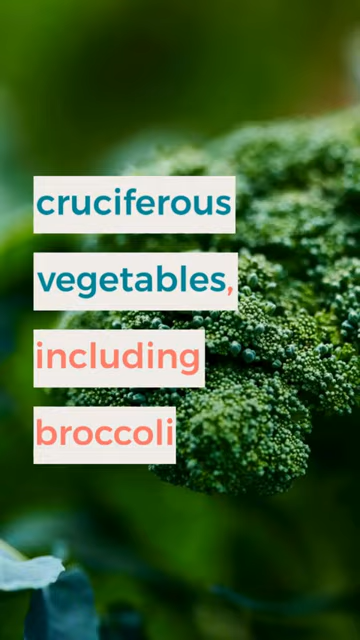 cruciferous
vegetables,
including
broccoli